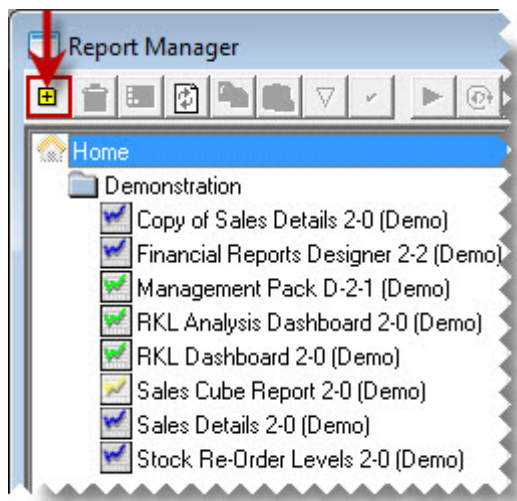 Report Manager
Home
Demonstration
Copy of Sales Details 2-0 (Demo)
Financial Reports Designer 2-2 (Demo)
Management Pack D-2-1 (Demo)
RKL Analysis Dashboard 2-0 (Demo)
RKL Dashboard 2-0 (Demo)
Sales Cube Report 2-0 (Demo)
Sales Details 2-0 (Demo)
Stock Re-Order Levels 2-0 (Demo)